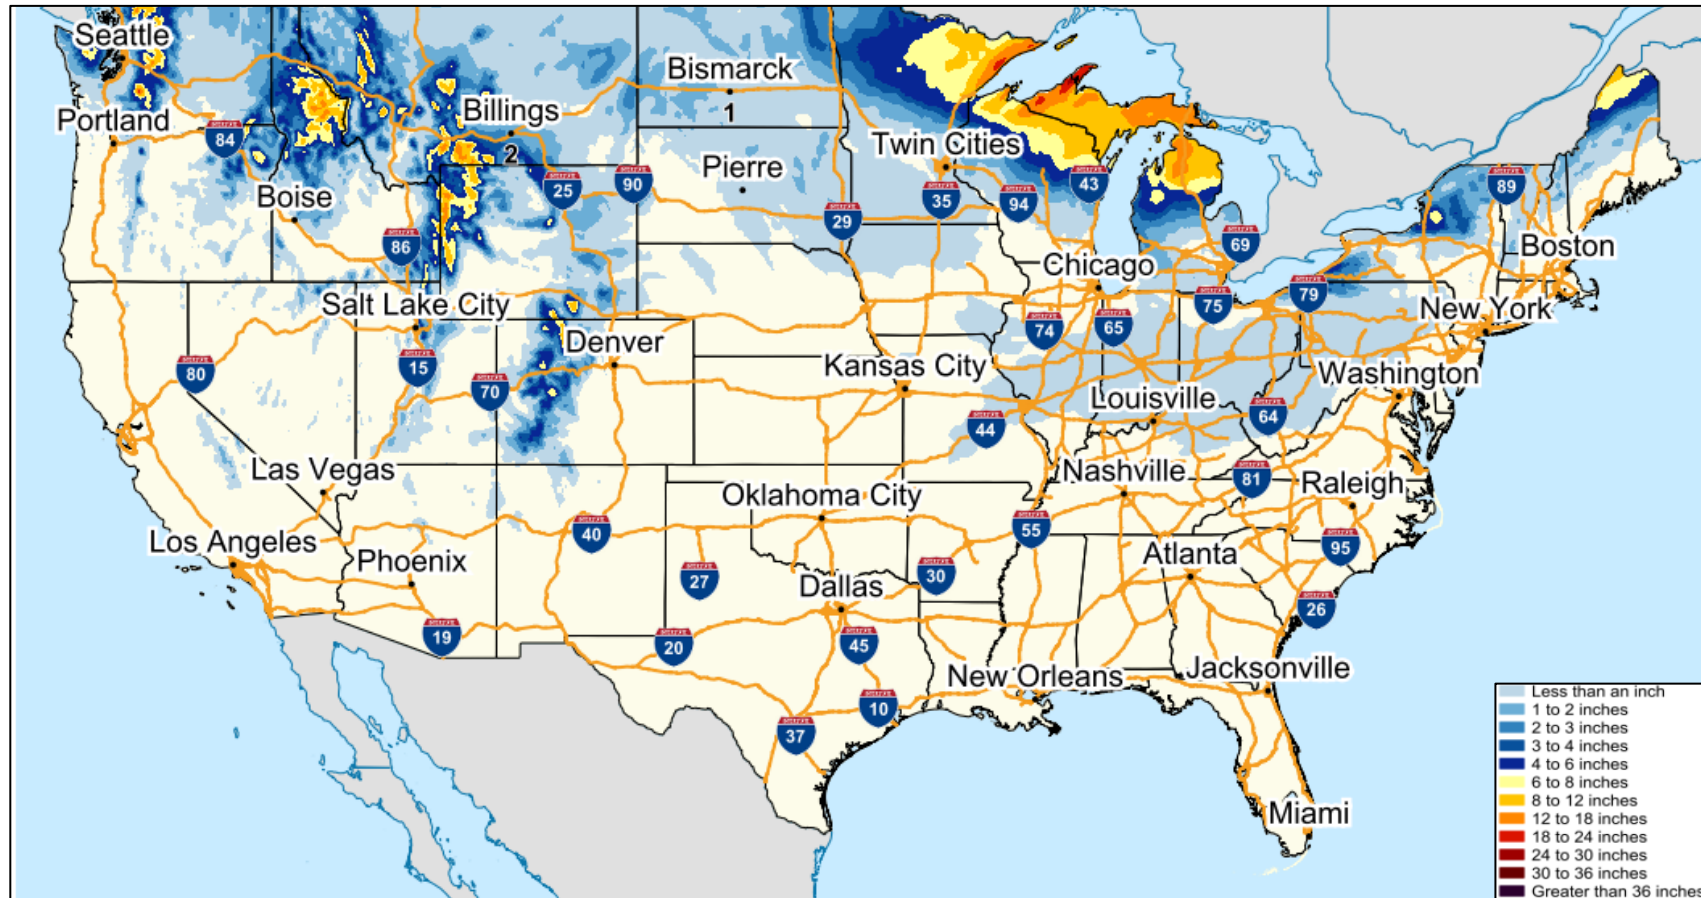 Seattle
Bismarck
1
Billings
2
Portland
84
Twin Cities
Pierre
25
90
Boise
29
35
94
43
89
86
69
Boston
Chicago
Salt Lake City
75
79
New York
74
65
Denver
80
15
70
Kansas City
Washington
Louisville
64
44
Las Vegas
Nashville
81
Raleigh
Oklahoma City
40
55
95
Los Angeles
Phoenix
27
30
Atlanta
Dallas
26
19
20
45
New Orleans
Jacksonville
10
37
Miami
Less than an inch
1 to 2 inches
2 to 3 inches
3 to 4 inches
4 to 6 inches
6 to 8 inches
8 to 12 inches
12 to 18 inches
18 to 24 inches
24 to 30 inches
30 to 36 inches
Greater than 36 inches